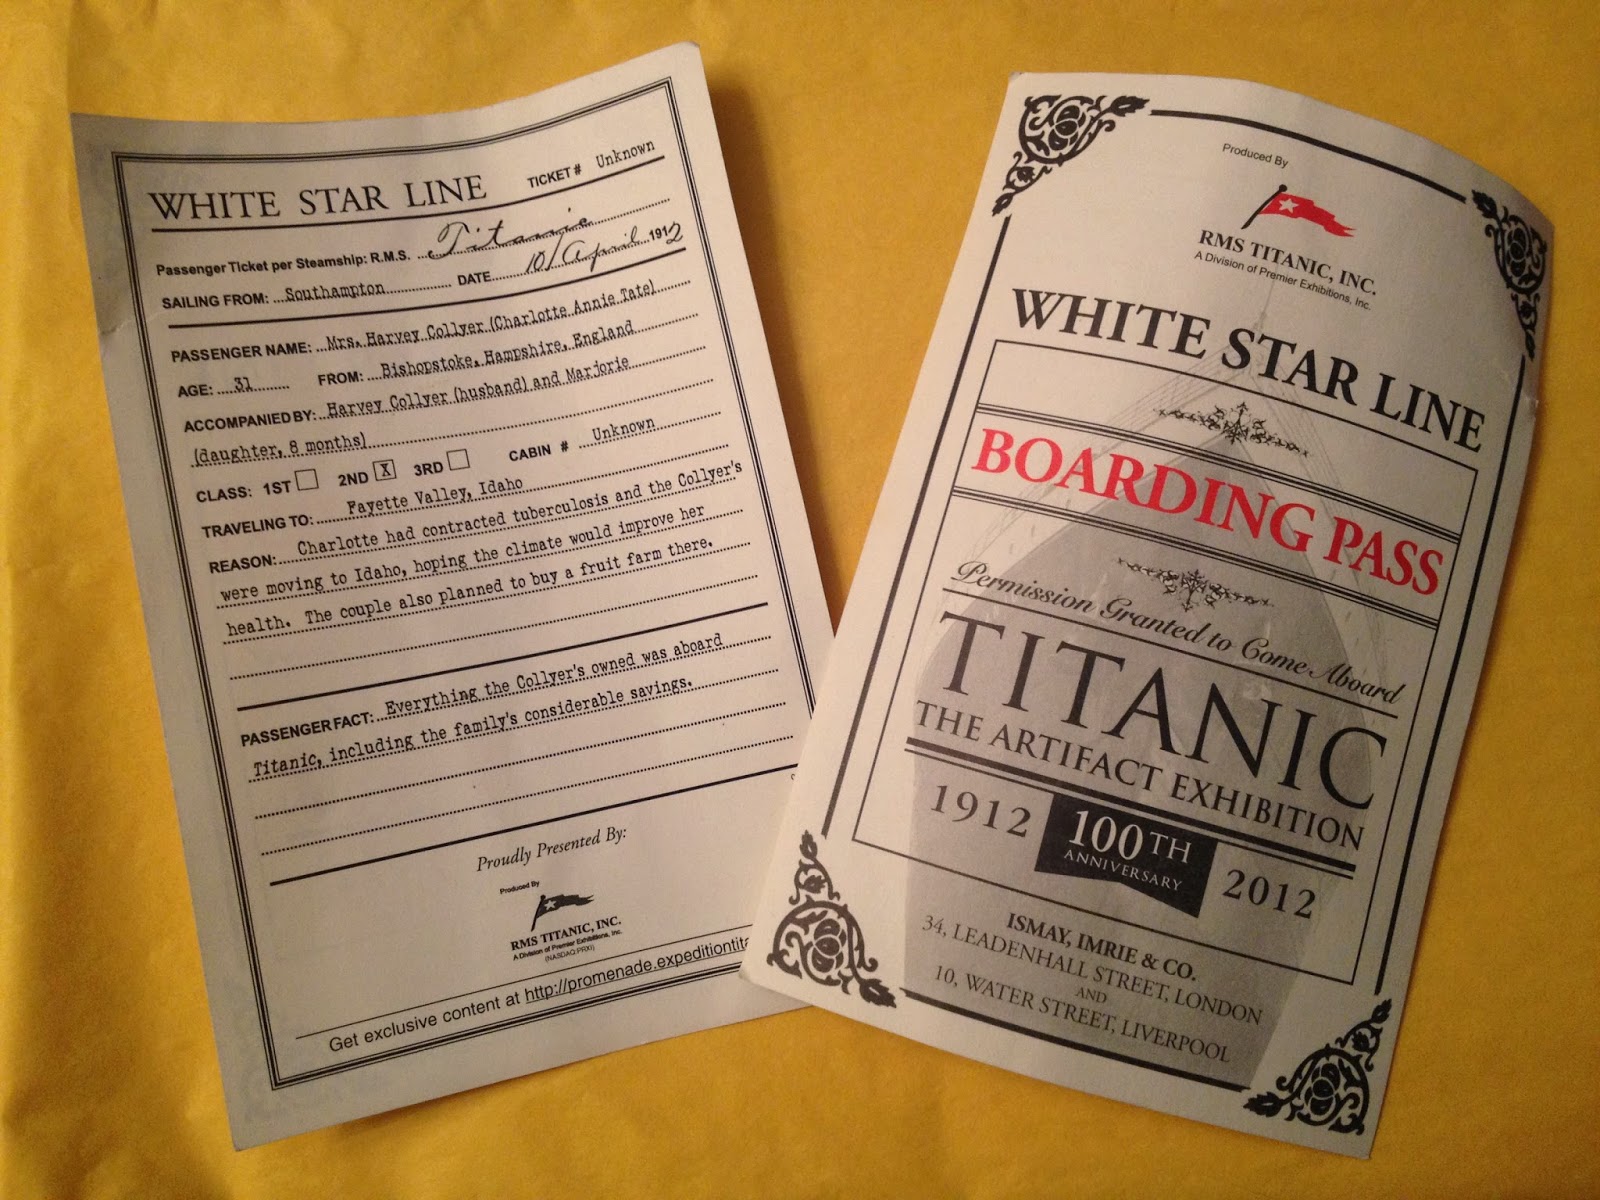 WHITE STAR LINE TICKET # Unknown
Passenger Ticket per Steamship: R.M.S. Titanic
SAILING FROM: Southampton DATE 10/April 1912
PASSENGER NAME: Mrs. Harvey Collyer (Charlotte Annie Tate)
AGE: 31 FROM: Bishopstoke, Hampshire, England
ACCOMPANIED BY: Harvey Collyer (husband) and Marjorie
(daughter, 8 months)
CLASS: 1ST 2ND X 3RD CABIN # Unknown
TRAVELING TO: Fayette Valley, Idaho
REASON: Charlotte had contracted tuberculosis and the Collyer's
were moving to Idaho, hoping the climate would improve her
health. The couple also planned to buy a fruit farm there.
PASSENGER FACT: Everything the Collyer's owned was aboard
Titanic, including the family's considerable savings.
Proudly Presented By:
Produced By
RMS TITANIC, INC.
A Division of Premier Exhibitions, Inc.
(NASDAQ:PRXI)
Get exclusive content at http://promenade.expeditiontita
Produced By
RMS TITANIC, INC.
A Division of Premier Exhibitions, Inc.
WHITE STAR LINE
BOARDING PASS
Permission Granted to Come Aboard
TITANIC
THE ARTIFACT EXHIBITION
1912 100TH 2012
ANNIVERSARY
ISMAY, IMRIE & CO.
34, LEADENHALL STREET, LONDON
AND
10, WATER STREET, LIVERPOOL